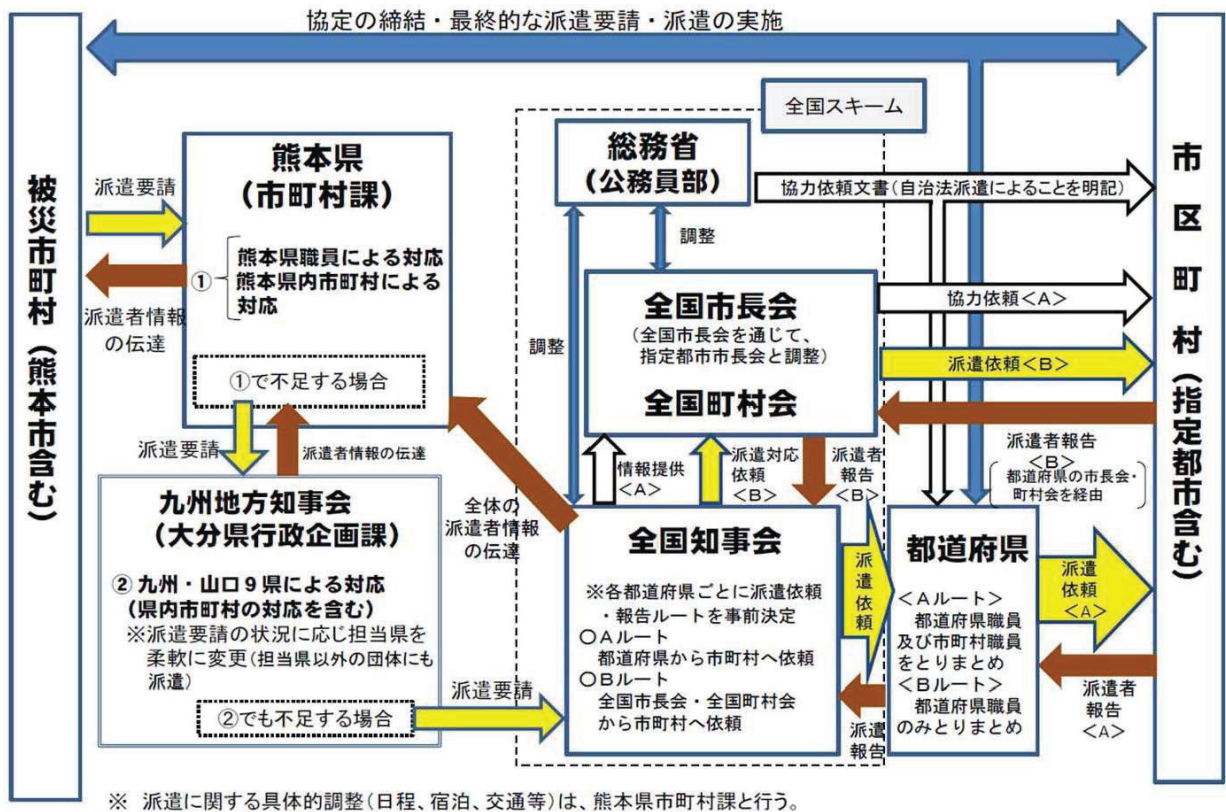 協定の締結・最終的な派遣要請・派遣の実施
被災市町村（熊本市含む）
派遣要請
派遣者情報
の伝達
熊本県
（市町村課）
①
熊本県職員による対応
熊本県内市町村による
対応
①で不足する場合
派遣要請
派遣者情報の伝達
九州地方知事会
（大分県行政企画課）
② 九州・山口９県による対応
（県内市町村の対応を含む）
※派遣要請の状況に応じ担当県を
柔軟に変更（担当県以外の団体にも
派遣）
②でも不足する場合
派遣要請
全体の
派遣者情報
の伝達
全国スキーム
総務省
（公務員部）
調整
調整
全国市長会
（全国市長会を通じて、
指定都市市長会と調整）
全国町村会
情報提供
＜A＞
派遣対応
依頼
＜B＞
派遣者
報告
＜B＞
全国知事会
※各都道府県ごとに派遣依頼
・報告ルートを事前決定
○Ａルート
都道府県から市町村へ依頼
○Ｂルート
全国市長会・全国町村会
から市町村へ依頼
協力依頼文書（自治法派遣によることを明記）
協力依頼＜A＞
派遣依頼＜B＞
派遣者報告
＜B＞
都道府県の市長会・
町村会を経由
派遣依頼
派遣
報告
都道府県
＜Ａルート＞
都道府県職員
及び市町村職員
をとりまとめ
＜Ｂルート＞
都道府県職員
のみとりまとめ
派遣
依頼
＜A＞
派遣者
報告
＜A＞
市区町村（指定都市含む）
※ 派遣に関する具体的調整（日程、宿泊、交通等）は、熊本県市町村課と行う。